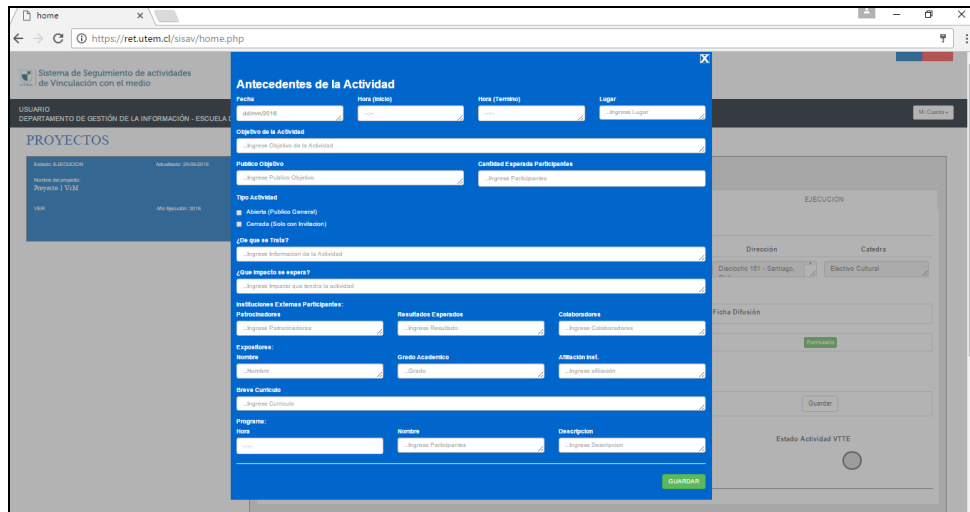 home
https://ret.utem.cl/sisav/home.php
Sistema de Seguimiento de actividades
de Vinculación con el medio
USUARIO
DEPARTAMENTO DE GESTIÓN DE LA INFORMACIÓN - ESCUELA D
Mi Cuenta
PROYECTOS
Estado: EJECUCION Actualizado: 26-09-2016
Nombre del proyecto:
Proyecto 1 VcM
VER Año Ejecución: 2016
X
Antecedentes de la Actividad
Fecha Hora (Inicio) Hora (Termino) Lugar
dd/mm/2016 --:-- --:-- ...Ingrese Lugar
Objetivo de la Actividad
...Ingrese Objetivo de la Actividad
Publico Objetivo Cantidad Esperada Participantes
...Ingrese Publico Objetivo ...Ingrese Participantes
Tipo Actividad
Abierta (Publico General)
Cerrada (Solo con Invitacion)
¿De que se Trata?
...Ingrese Informacion de la Actividad
¿Que Impacto se espera?
...Ingrese Impacto que tendra la actividad
Instituciones Externas Participantes:
Patrocinadores Resultados Esperados Colaboradores
...Ingrese Patrocinadores ...Ingrese Resultado ...Ingrese Colaboradores
Expositores:
Nombre Grado Academico Afiliación Inst.
...Nombre ...Grado ...Ingrese afiliación
Breve Curriculo
...Ingrese Curriculo
Programa:
Hora Nombre Descripcion
--:-- ...Ingrese Participantes ...Ingrese Descripcion
GUARDAR
EJECUCION
Dirección Catedra
Dieciocho 161 - Santiago, Electivo Cultural
Ficha Difusión
Formulario
Guardar
Estado Actividad VTTE